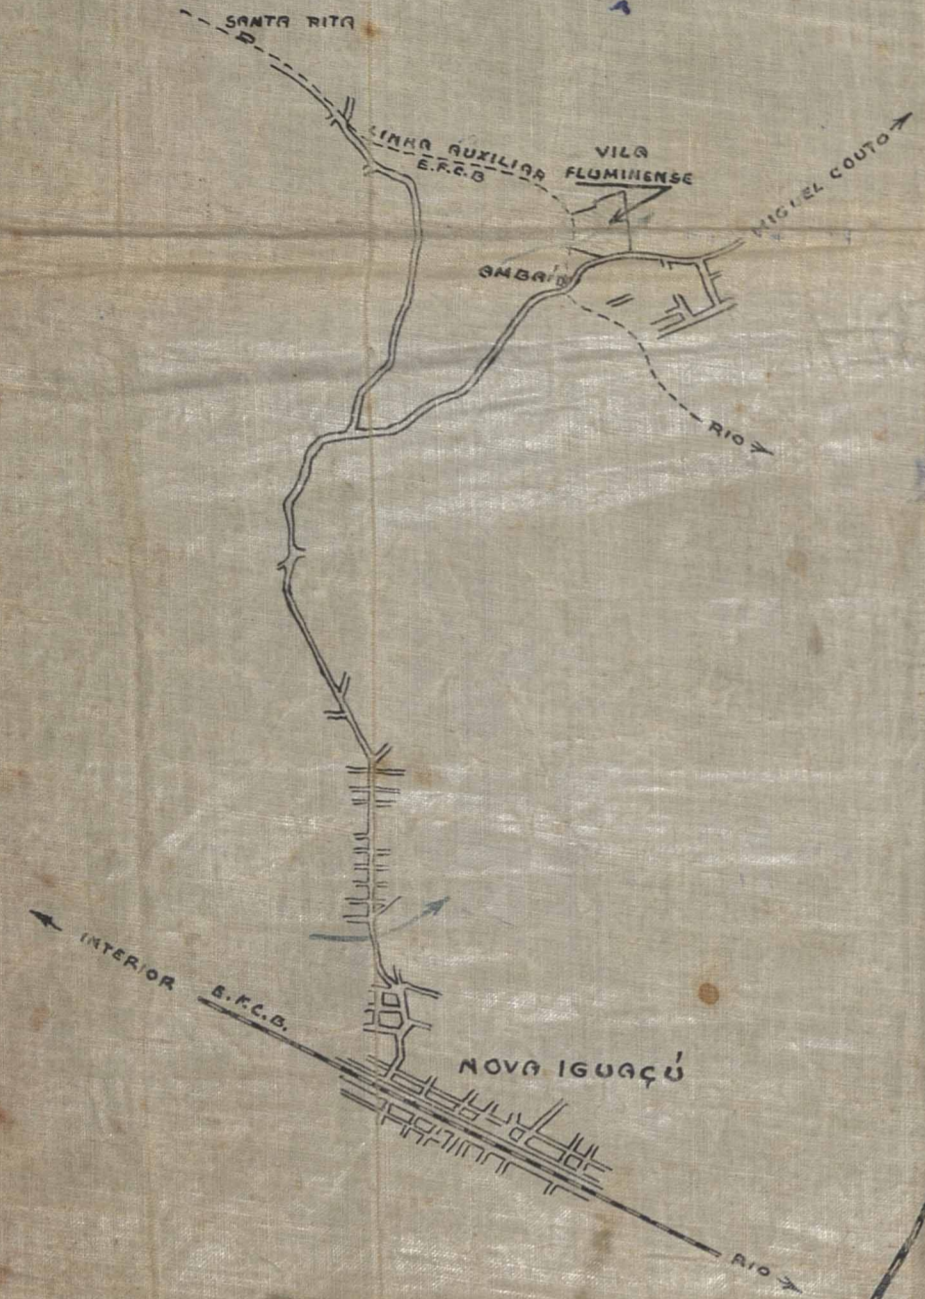 SANTA RITA
LINHA AUXILIAR
E.F.C.B
VILA
FLUMINENSE
MIGUEL COUTO
AMBAÍ
RIO
INTERIOR
E.F.C.B.
NOVA IGUAÇÚ
RIO